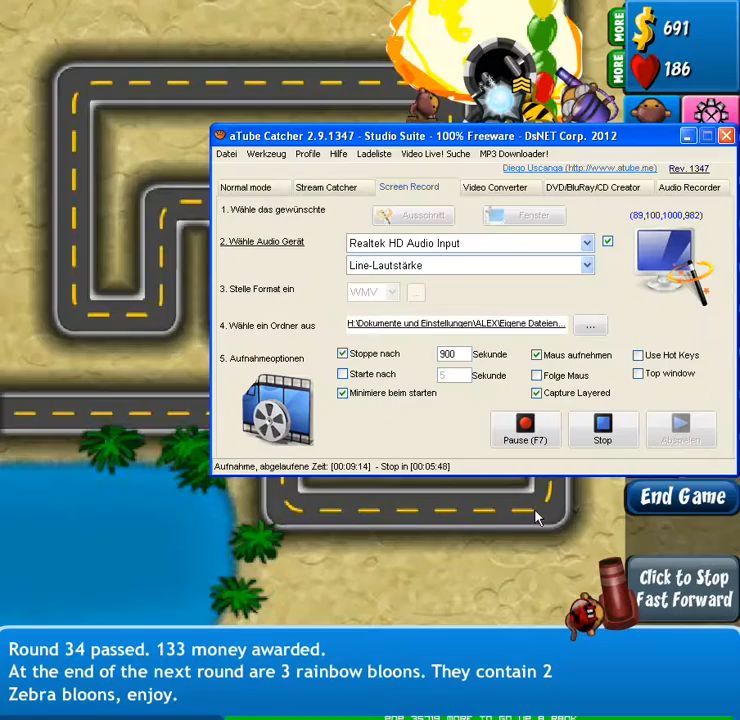 MORE
$ 691
MORE
186
aTube Catcher 2.9.1347 - Studio Suite - 100% Freeware - DsNET Corp. 2012
Datei Werkzeug Profile Hilfe Ladeliste Video Live! Suche MP3 Downloader!
Diego Uscanga (http://www.atube.me) Rev. 1347
Normal mode Stream Catcher Screen Record Video Converter DVD/BluRay/CD Creator Audio Recorder
1. Wähle das gewünschte Ausschnitt Fenster (89,100,1000,982)
2. Wähle Audio Gerät Realtek HD Audio Input
Line-Lautstärke
3. Stelle Format ein WMV ...
4. Wähle ein Ordner aus H:\Dokumente und Einstellungen\ALEX\Eigene Dateien... ...
5. Aufnahmeoptionen
Stoppe nach 900 Sekunde Maus aufnehmen Use Hot Keys
Starte nach 5 Sekunde Folge Maus Top window
Minimiere beim starten Capture Layered
Pause (F7) Stop Abspielen
Aufnahme, abgelaufene Zeit: [00:09:14] - Stop in [00:05:48]
End Game
Click to Stop
Fast Forward
Round 34 passed. 133 money awarded.
At the end of the next round are 3 rainbow bloons. They contain 2
Zebra bloons, enjoy.
more to go up a rank